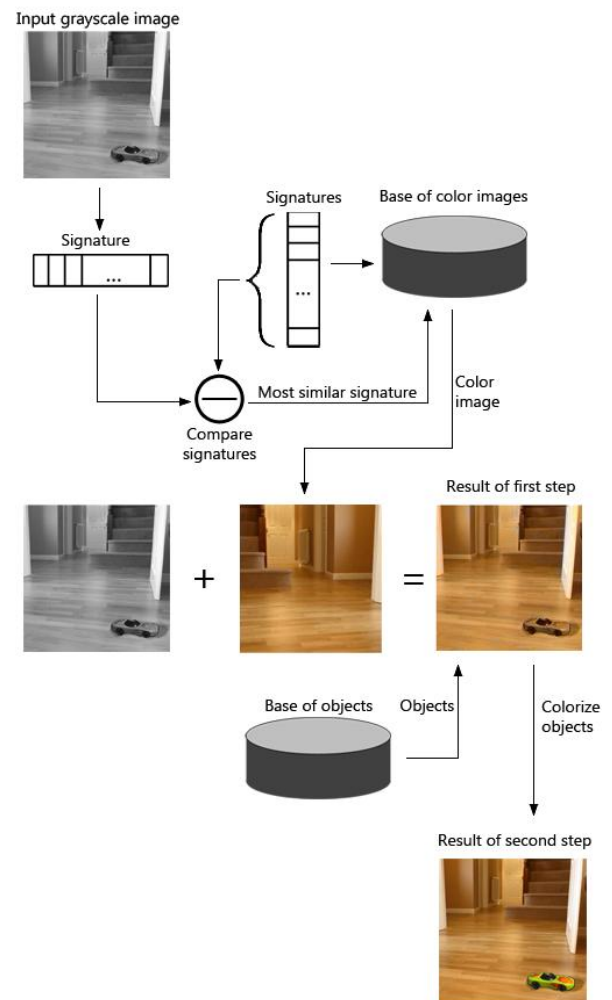 Input grayscale image
Signatures
Base of color images
Signature
...
...
Most similar signature
Color
image
Compare
signatures
Result of first step
+
=
Base of objects
Objects
Colorize
objects
Result of second step